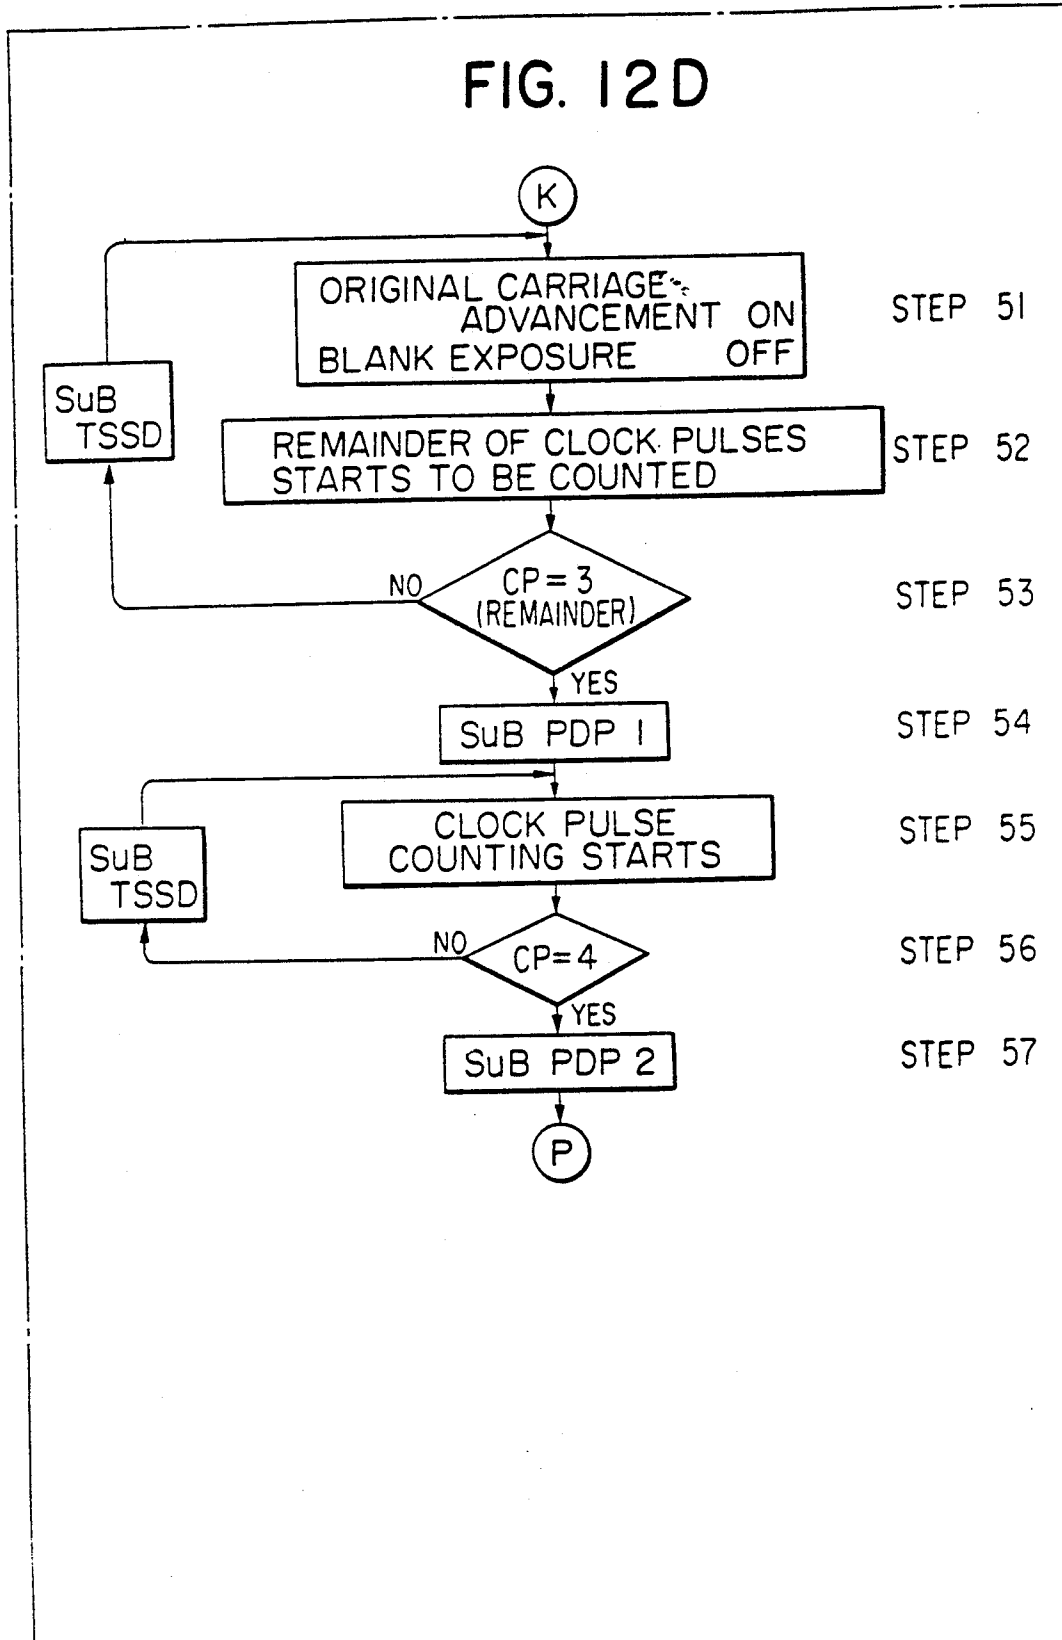 FIG. 12D
K
ORIGINAL CARRIAGE
ADVANCEMENT ON
BLANK EXPOSURE OFF
STEP 51
SuB
TSSD
REMAINDER OF CLOCK PULSES
STARTS TO BE COUNTED
STEP 52
NO
CP=3
(REMAINDER)
STEP 53
YES
SuB PDP 1
STEP 54
CLOCK PULSE
COUNTING STARTS
STEP 55
SuB
TSSD
NO
CP=4
STEP 56
YES
SuB PDP 2
STEP 57
P